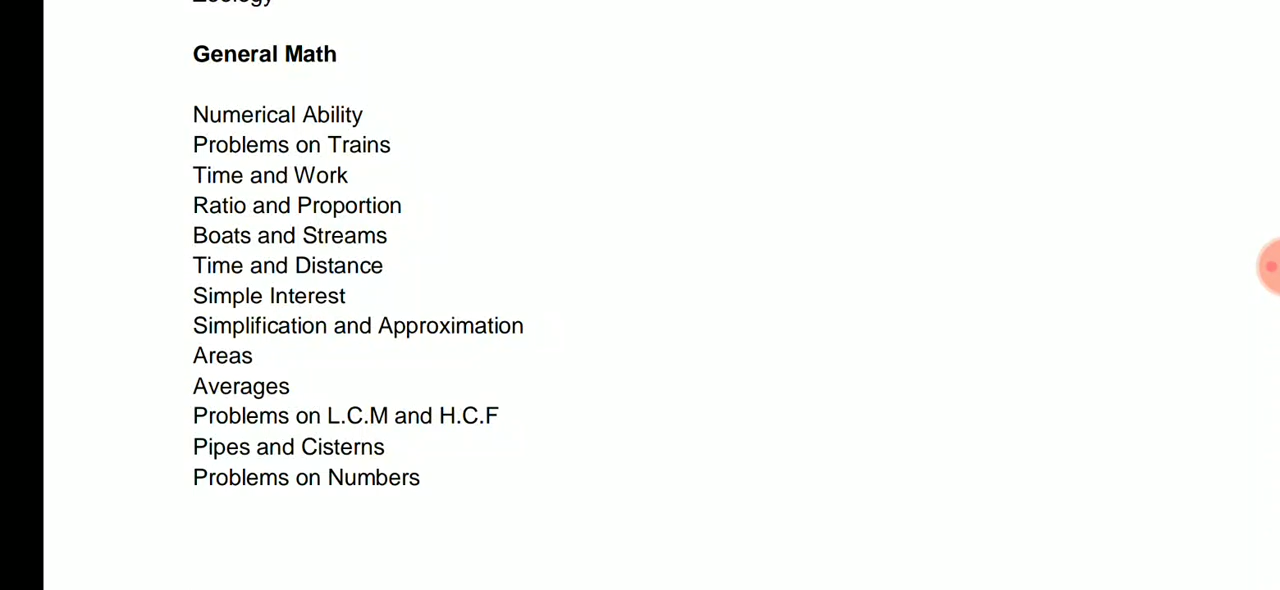 Zoology
General Math
Numerical Ability
Problems on Trains
Time and Work
Ratio and Proportion
Boats and Streams
Time and Distance
Simple Interest
Simplification and Approximation
Areas
Averages
Problems on L.C.M and H.C.F
Pipes and Cisterns
Problems on Numbers